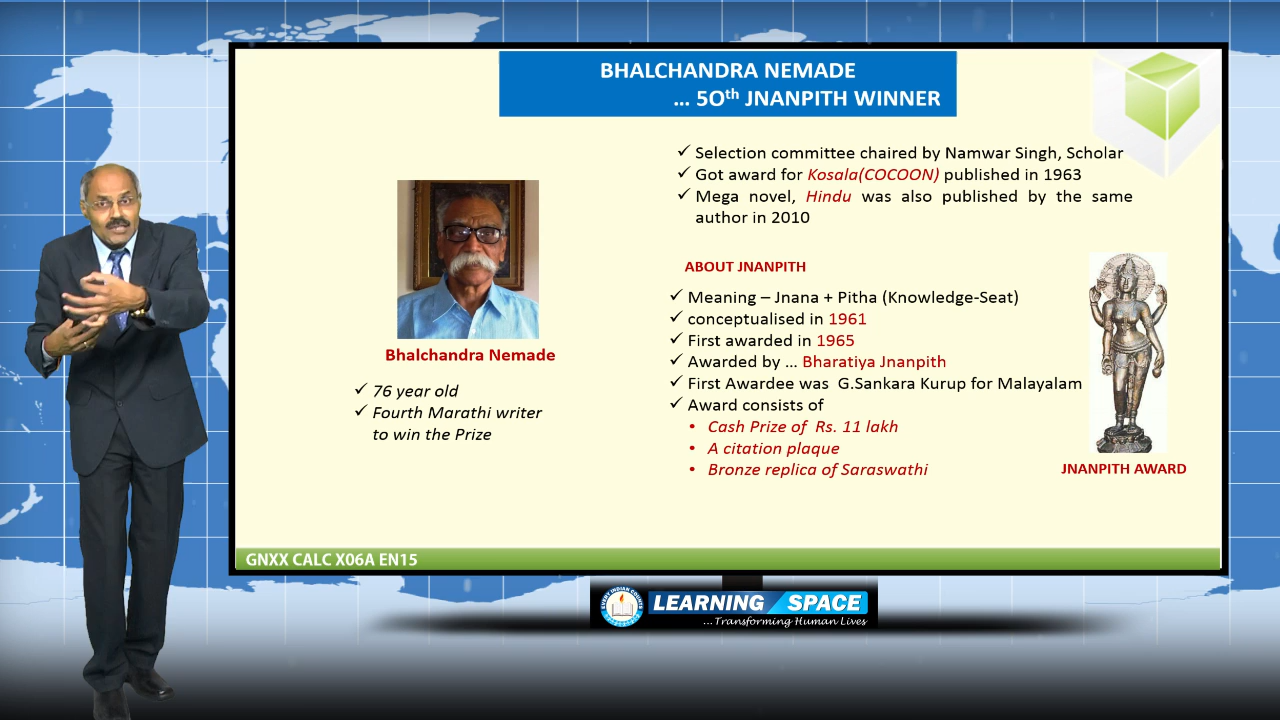 BHALCHANDRA NEMADE
... 5Oth JNANPITH WINNER
✓ Selection committee chaired by Namwar Singh, Scholar
✓ Got award for Kosala(COCOON) published in 1963
✓ Mega novel, Hindu was also published by the same
author in 2010
Bhalchandra Nemade
✓ 76 year old
✓ Fourth Marathi writer
to win the Prize
ABOUT JNANPITH
✓ Meaning – Jnana + Pitha (Knowledge-Seat)
✓ conceptualised in 1961
✓ First awarded in 1965
✓ Awarded by ... Bharatiya Jnanpith
✓ First Awardee was G.Sankara Kurup for Malayalam
✓ Award consists of
• Cash Prize of Rs. 11 lakh
• A citation plaque
• Bronze replica of Saraswathi
JNANPITH AWARD
GNXX CALC X06A EN15
EVERY INDIAN COUNTS
LEARNING SPACE
...Transforming Human Lives